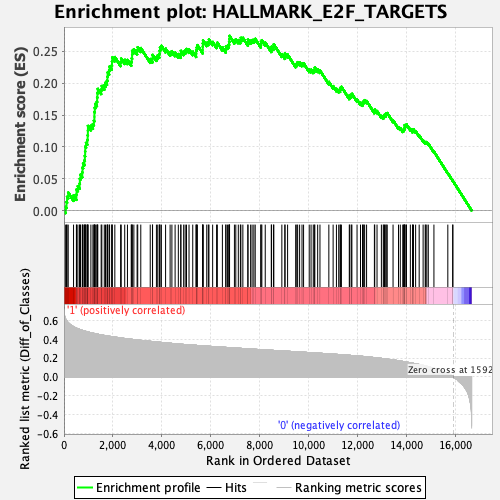 Enrichment plot: HALLMARK_E2F_TARGETS
Enrichment score (ES)
0.25
0.20
0.15
0.10
0.05
0.00
Ranked list metric (Diff_of_Classes)
'1' (positively correlated)
0.6
0.4
0.2
0.0
-0.2
-0.4
-0.6
Zero cross at 1592
'0' (negatively correlated)
0 2,000 4,000 6,000 8,000 10,000 12,000 14,000 16,000
Rank in Ordered Dataset
Enrichment profile Hits Ranking metric scores